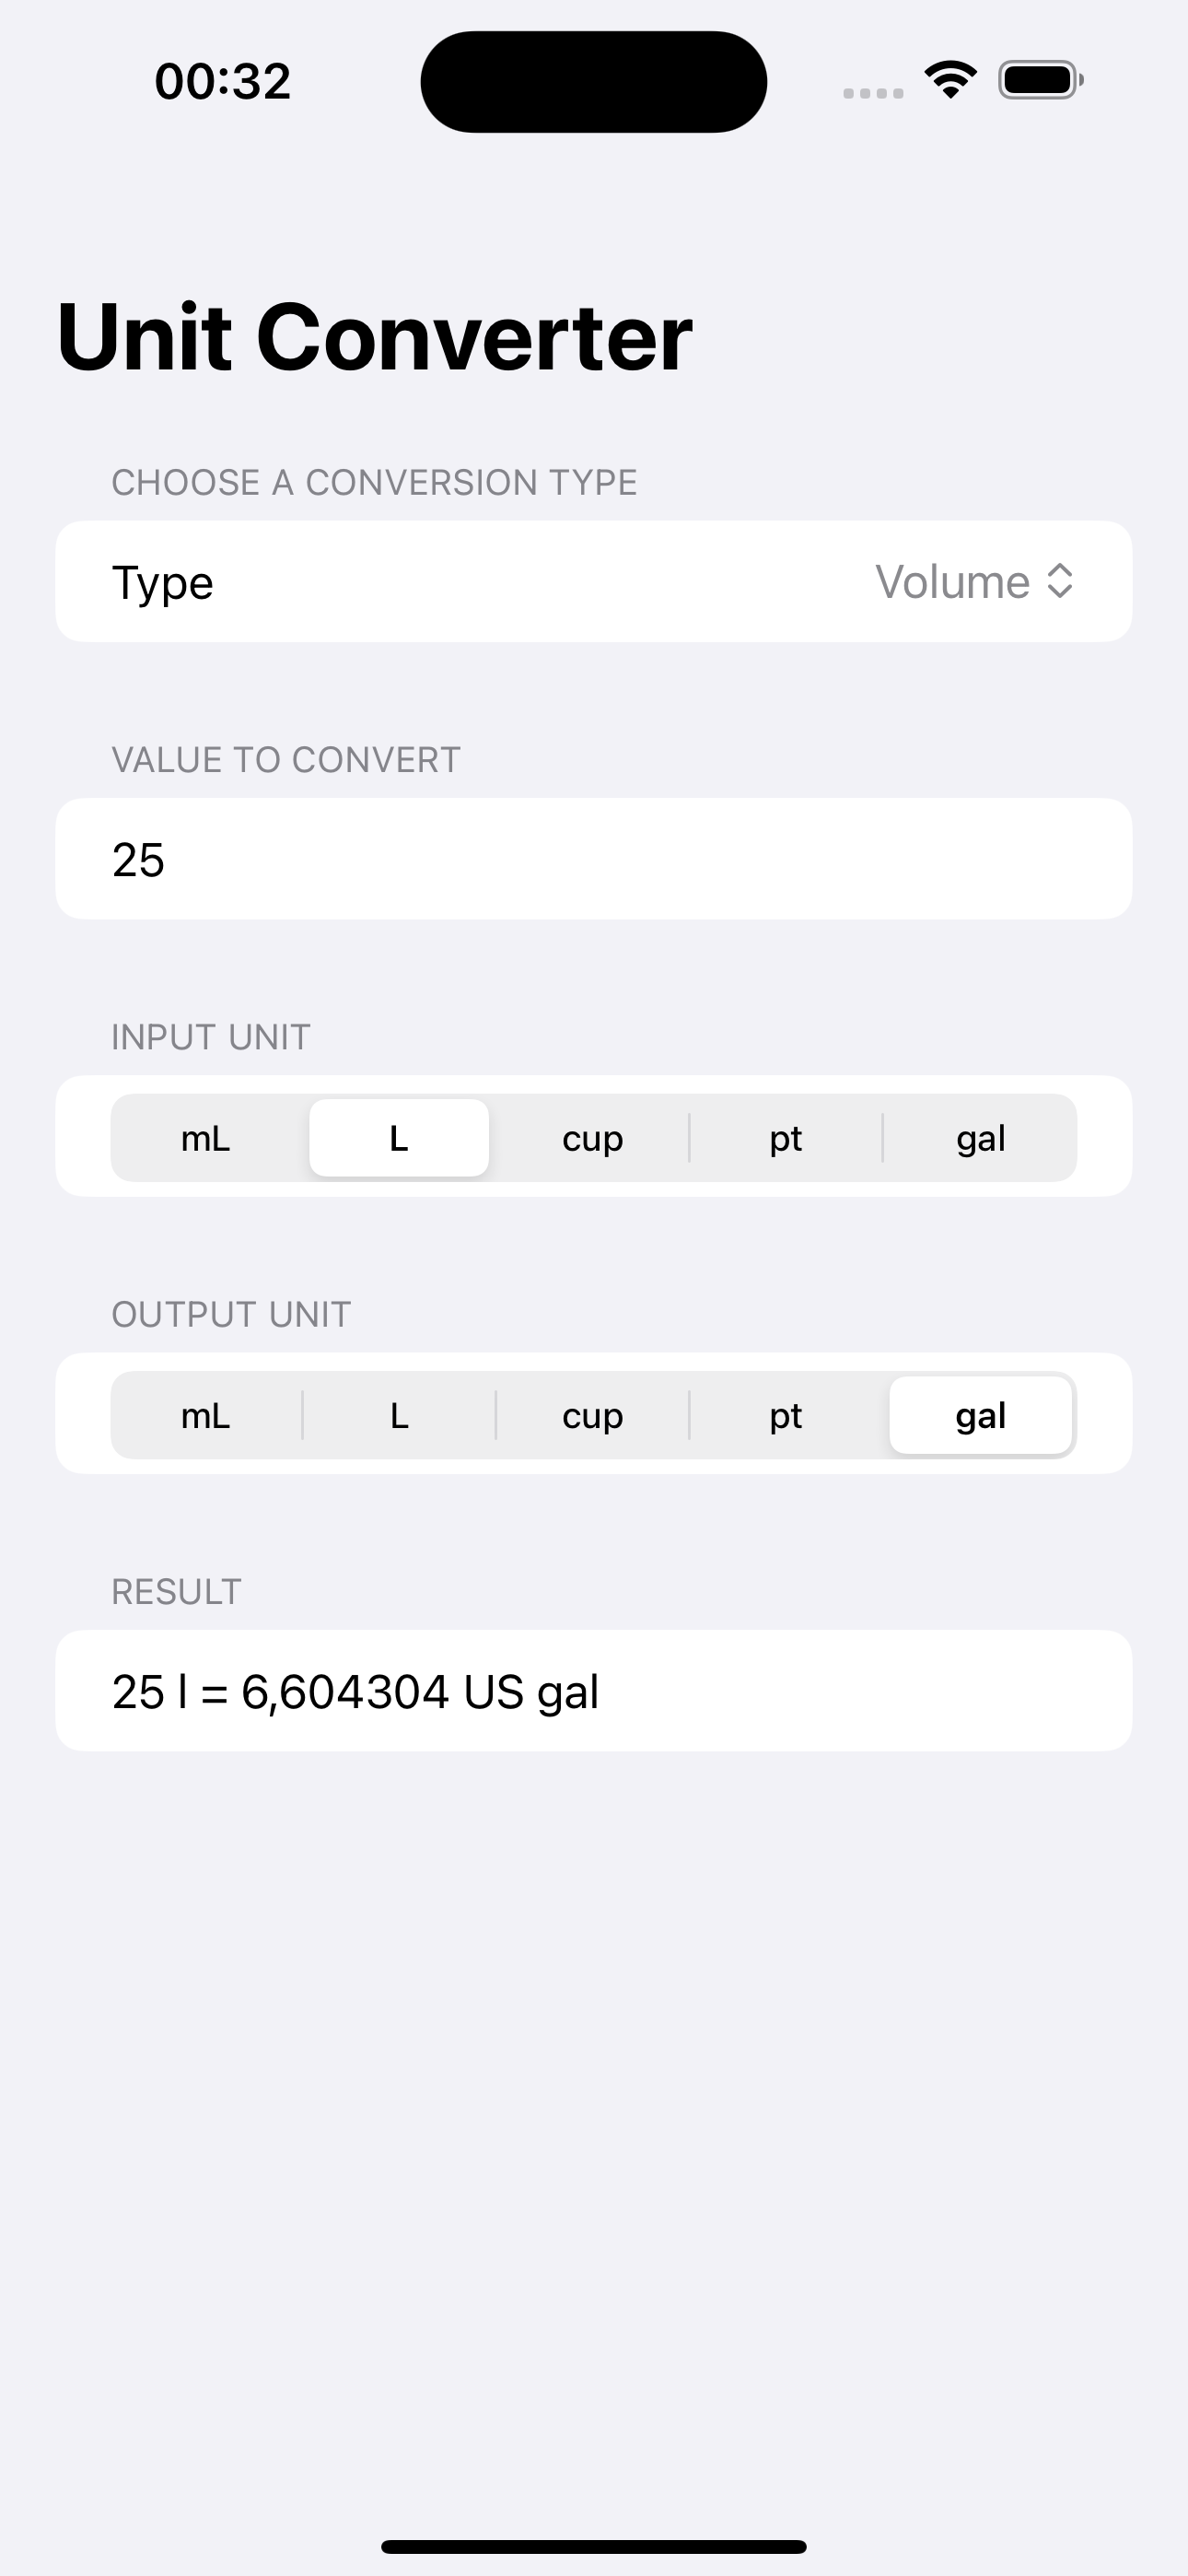 00:32
Unit Converter
CHOOSE A CONVERSION TYPE
Type Volume
VALUE TO CONVERT
25
INPUT UNIT
mL L cup pt gal
OUTPUT UNIT
mL L cup pt gal
RESULT
25 l = 6,604304 US gal